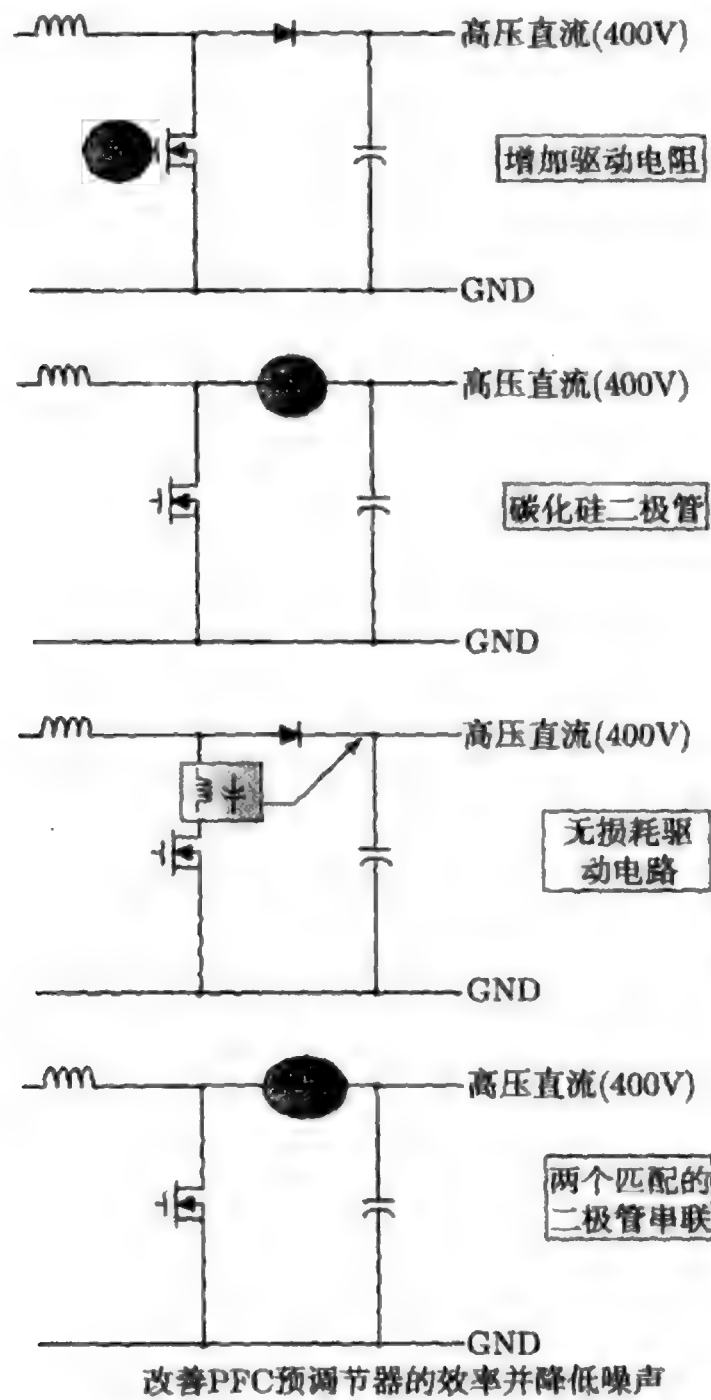 高压直流(400V)
增加驱动电阻
GND
高压直流(400V)
碳化硅二极管
GND
高压直流(400V)
无损耗驱
动电路
GND
高压直流(400V)
两个匹配的
二极管串联
GND
改善PFC预调节器的效率并降低噪声